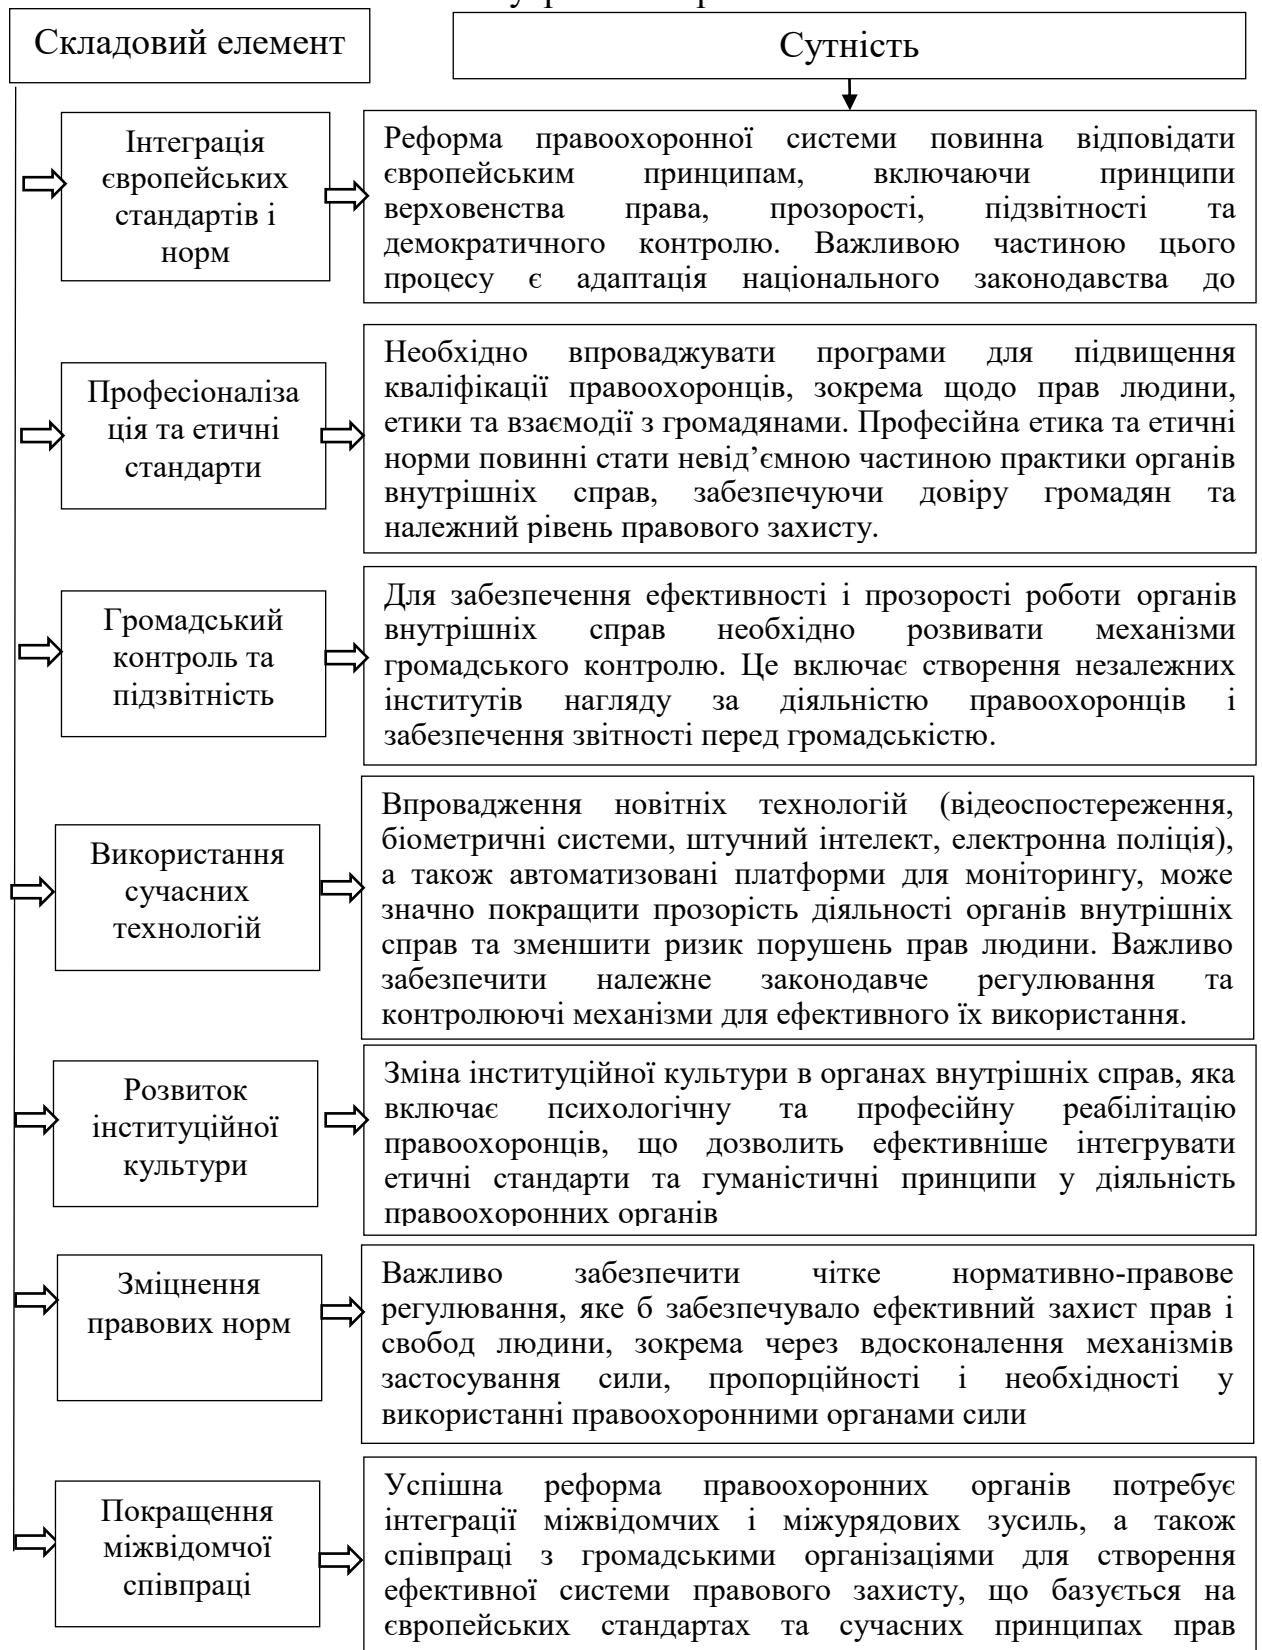 Складовий елемент
Сутність
Інтеграція
європейських
стандартів і
норм
Реформа правоохоронної системи повинна відповідати
європейським принципам, включаючи принципи
верховенства права, прозорості, підзвітності та
демократичного контролю. Важливою частиною цього
процесу є адаптація національного законодавства до
Професіоналіза
ція та етичні
стандарти
Необхідно впроваджувати програми для підвищення
кваліфікації правоохоронців, зокрема щодо прав людини,
етики та взаємодії з громадянами. Професійна етика та етичні
норми повинні стати невід’ємною частиною практики органів
внутрішніх справ, забезпечуючи довіру громадян та
належний рівень правового захисту.
Громадський
контроль та
підзвітність
Для забезпечення ефективності і прозорості роботи органів
внутрішніх справ необхідно розвивати механізми
громадського контролю. Це включає створення незалежних
інститутів нагляду за діяльністю правоохоронців і
забезпечення звітності перед громадськістю.
Використання
сучасних
технологій
Впровадження новітніх технологій (відеоспостереження,
біометричні системи, штучний інтелект, електронна поліція),
а також автоматизовані платформи для моніторингу, може
значно покращити прозорість діяльності органів внутрішніх
справ та зменшити ризик порушень прав людини. Важливо
забезпечити належне законодавче регулювання та
контролюючі механізми для ефективного їх використання.
Розвиток
інституційної
культури
Зміна інституційної культури в органах внутрішніх справ, яка
включає психологічну та професійну реабілітацію
правоохоронців, що дозволить ефективніше інтегрувати
етичні стандарти та гуманістичні принципи у діяльність
правоохоронних органів
Зміцнення
правових норм
Важливо забезпечити чітке нормативно-правове
регулювання, яке б забезпечувало ефективний захист прав і
свобод людини, зокрема через вдосконалення механізмів
застосування сили, пропорційності і необхідності у
використанні правоохоронними органами сили
Покращення
міжвідомчої
співпраці
Успішна реформа правоохоронних органів потребує
інтеграції міжвідомчих і міжурядових зусиль, а також
співпраці з громадськими організаціями для створення
ефективної системи правового захисту, що базується на
європейських стандартах та сучасних принципах прав